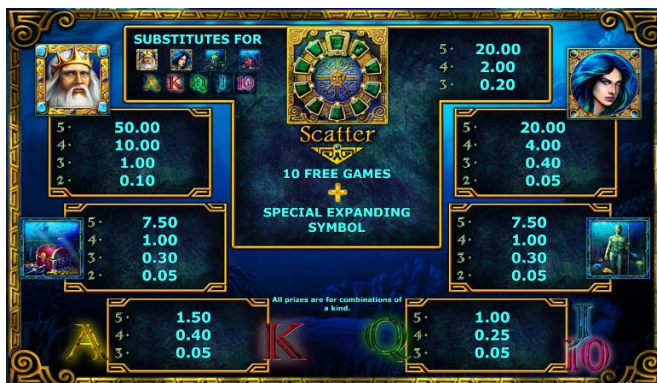 SUBSTITUTES FOR
A K Q J 10
5· 20.00
4· 2.00
3· 0.20
Scatter
10 FREE GAMES
+
SPECIAL EXPANDING
SYMBOL
5· 50.00
4· 10.00
3· 1.00
2· 0.10
5· 20.00
4· 4.00
3· 0.40
2· 0.05
5· 7.50
4· 1.00
3· 0.30
2· 0.05
5· 7.50
4· 1.00
3· 0.30
2· 0.05
All prizes are for combinations of
a kind.
A
5· 1.50
4· 0.40
3· 0.05
K
Q
5· 1.00
4· 0.25
3· 0.05
J
10